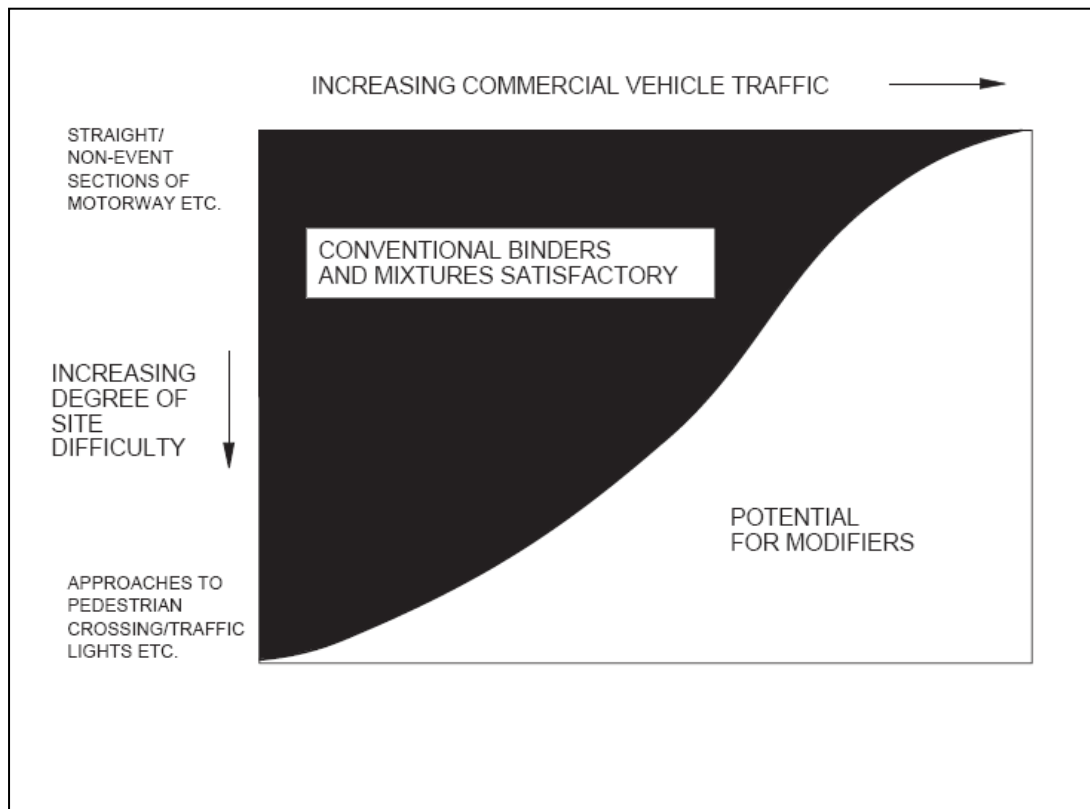 INCREASING COMMERCIAL VEHICLE TRAFFIC
STRAIGHT/
NON-EVENT
SECTIONS OF
MOTORWAY ETC.
CONVENTIONAL BINDERS
AND MIXTURES SATISFACTORY
INCREASING
DEGREE OF
SITE
DIFFICULTY
POTENTIAL
FOR MODIFIERS
APPROACHES TO
PEDESTRIAN
CROSSING/TRAFFIC
LIGHTS ETC.